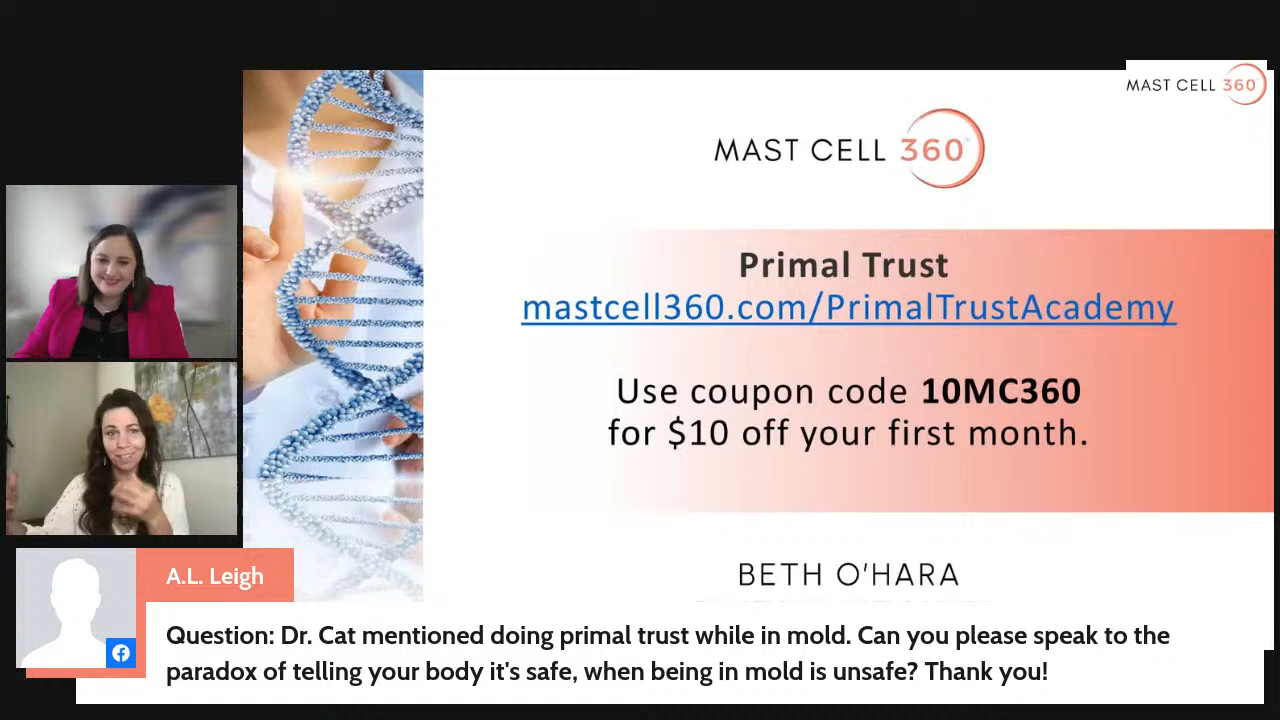 MAST CELL 360
MAST CELL 360
Primal Trust
mastcell360.com/PrimalTrustAcademy
Use coupon code 10MC360
for $10 off your first month.
BETH O'HARA
A.L. Leigh
Question: Dr. Cat mentioned doing primal trust while in mold. Can you please speak to the
paradox of telling your body it's safe, when being in mold is unsafe? Thank you!